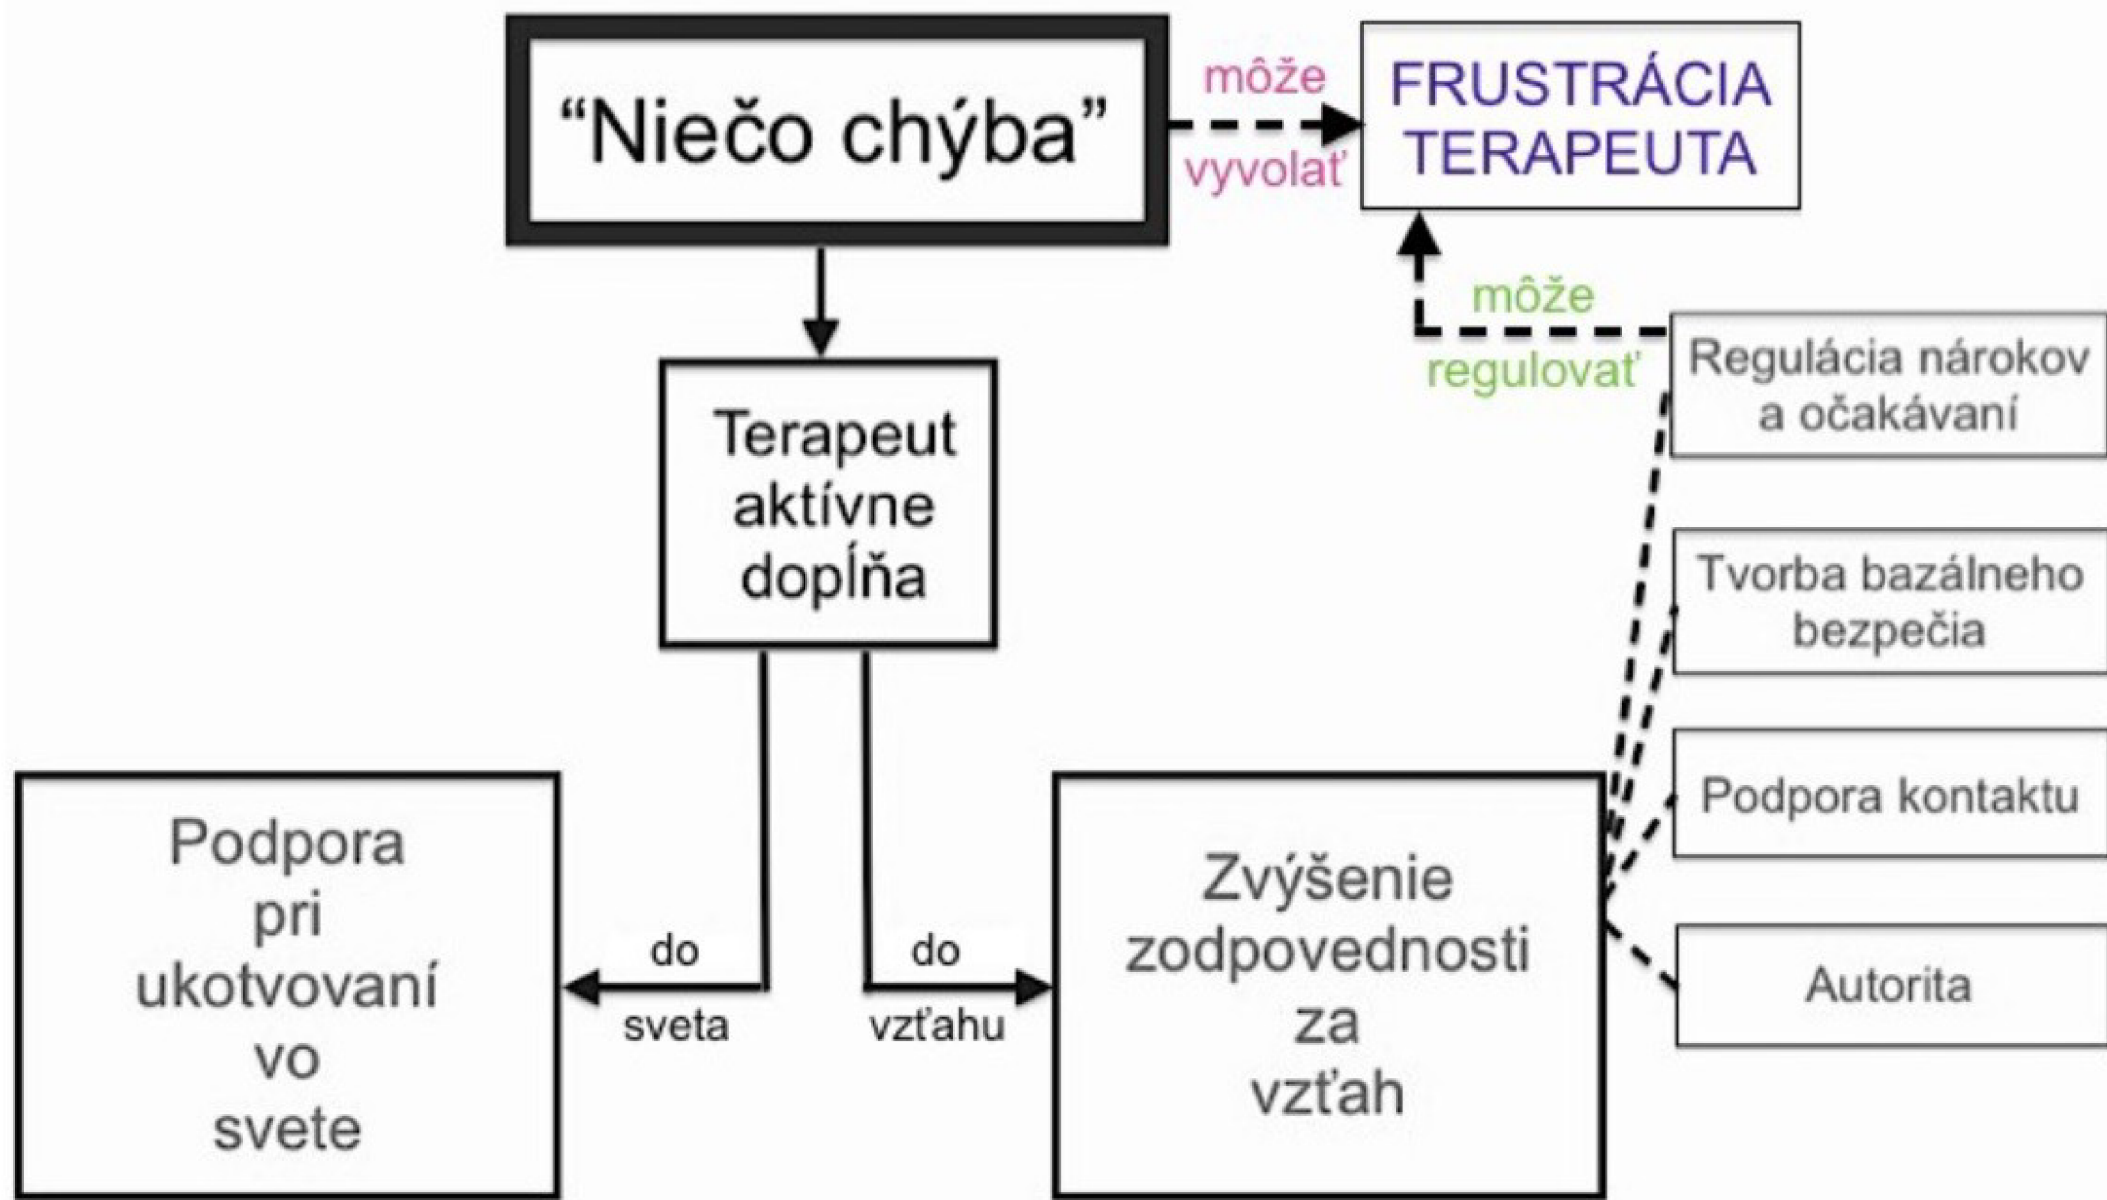 “Niečo chýba”
môže
vyvolať
FRUSTRÁCIA
TERAPEUTA
môže
regulovať
Regulácia nárokov
a očakávaní
Terapeut
aktívne
dopĺňa
Tvorba bazálneho
bezpečia
Podpora kontaktu
Autorita
Podpora
pri
ukotvovaní
vo
svete
do
sveta
do
vzťahu
Zvýšenie
zodpovednosti
za
vzťah